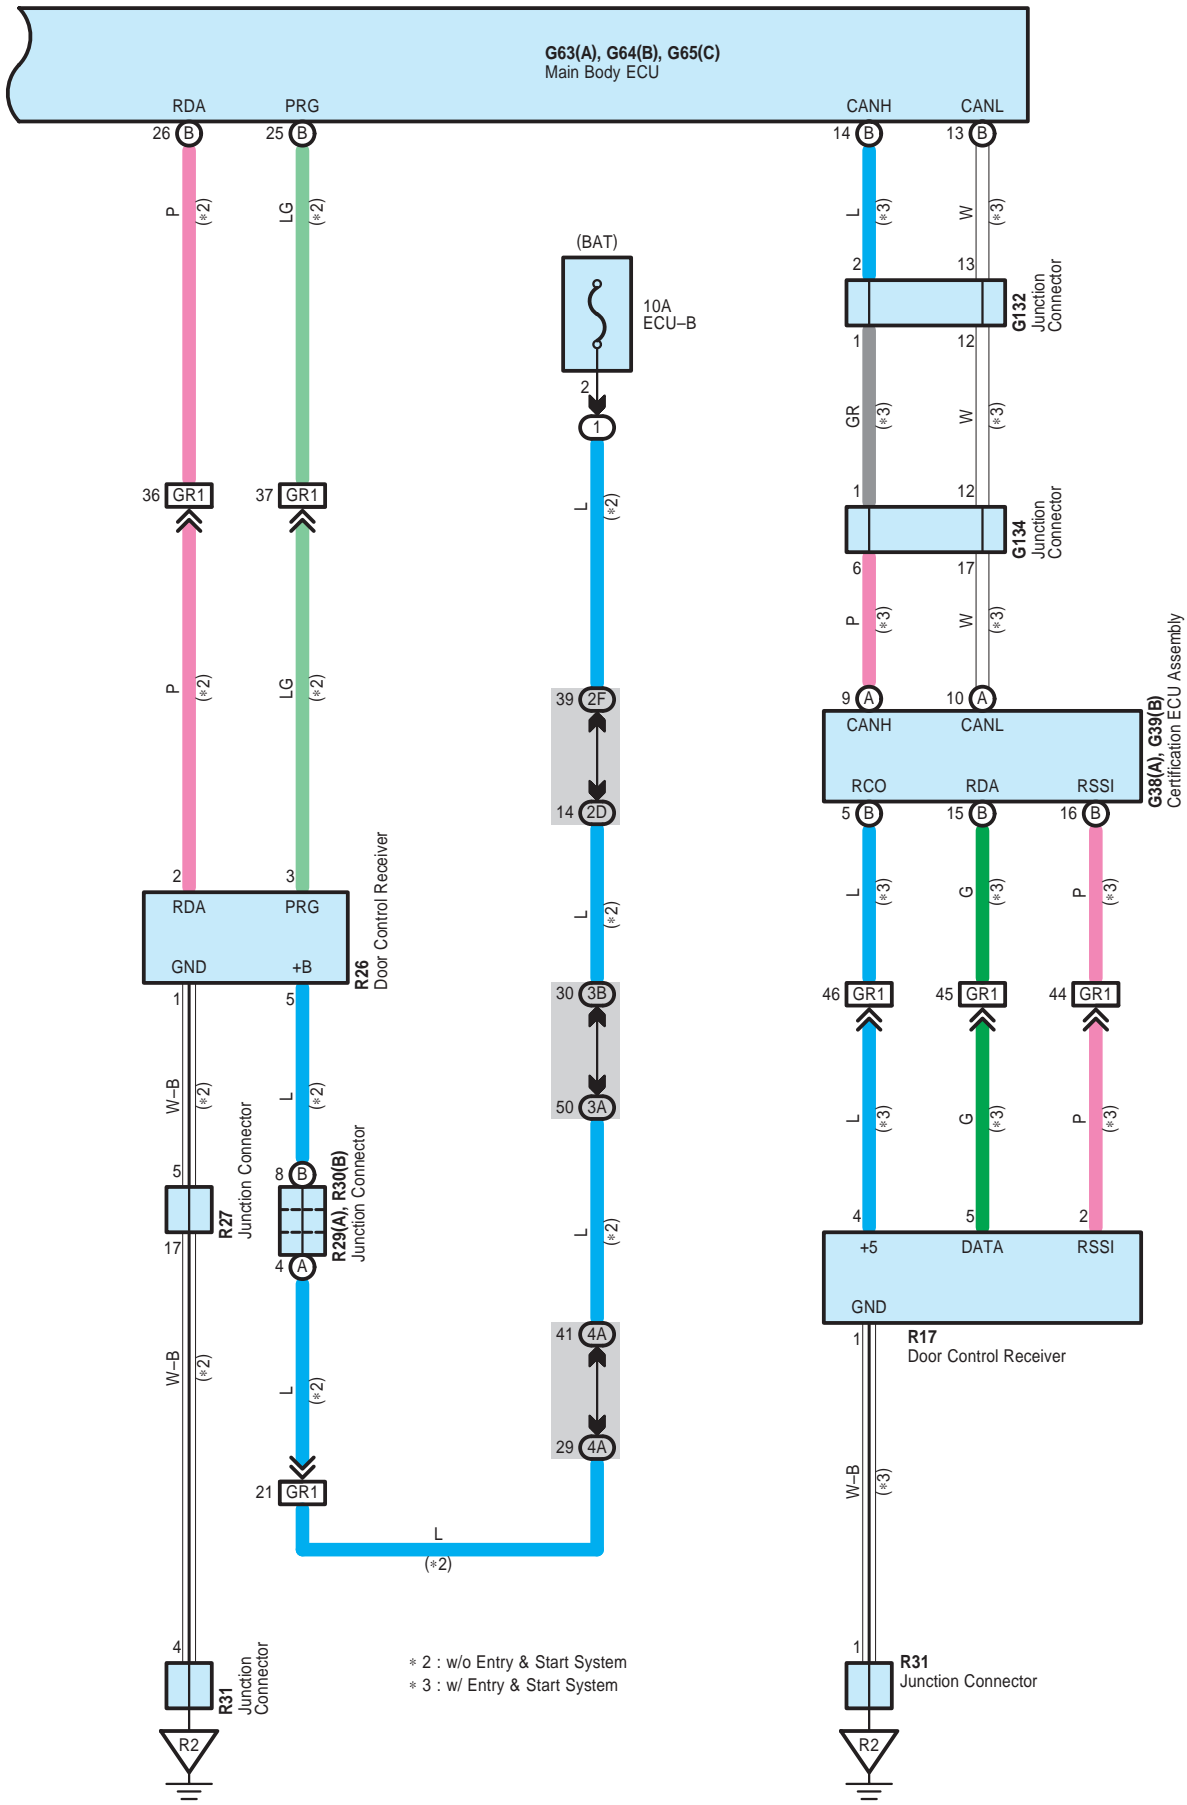 G63(A), G64(B), G65(C)
Main Body ECU
RDA PRG CANH CANL
26 B 25 B 14 B 13 B
P (*2) LG (*2) L (*3) W (*3)
(BAT)
10A
ECU–B
2
1
2 13
G132
Junction
Connector
1 12
GR (*3) W (*3)
L (*2)
36 GR1 37 GR1
1 12
G134
Junction
Connector
6 17
P (*3) W (*3)
P (*2) LG (*2)
39 2F
14 2D
9 A 10 A
CANH CANL
RCO RDA RSSI
G38(A), G39(B)
Certification ECU Assembly
5 B 15 B 16 B
2 3
RDA PRG
GND +B
R26
Door Control Receiver
1 5
L (*2)
L (*3) G (*3) P (*3)
30 3B
50 3A
46 GR1 45 GR1 44 GR1
W–B (*2) L (*2)
L (*3) G (*3) P (*3)
5
R27
Junction Connector
17
8 B
R29(A), R30(B)
Junction Connector
4 A
L (*2)
4 5 2
+5 DATA RSSI
GND
1
R17
Door Control Receiver
W–B (*2) L (*2)
41 4A
29 4A
21 GR1
L
(*2)
W–B (*3)
4
R31
Junction
Connector
R2
* 2 : w/o Entry & Start System
* 3 : w/ Entry & Start System
1
R31
Junction Connector
R2